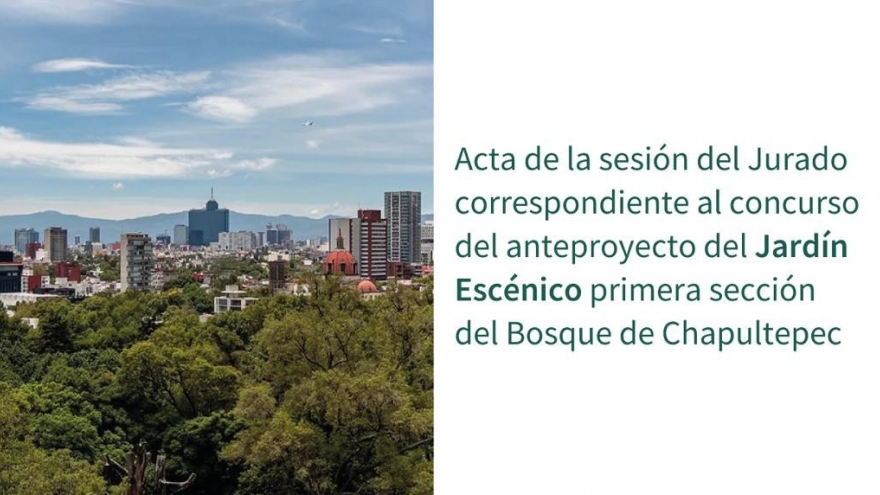 Acta de la sesión del Jurado
correspondiente al concurso
del anteproyecto del Jardín
Escénico primera sección
del Bosque de Chapultepec